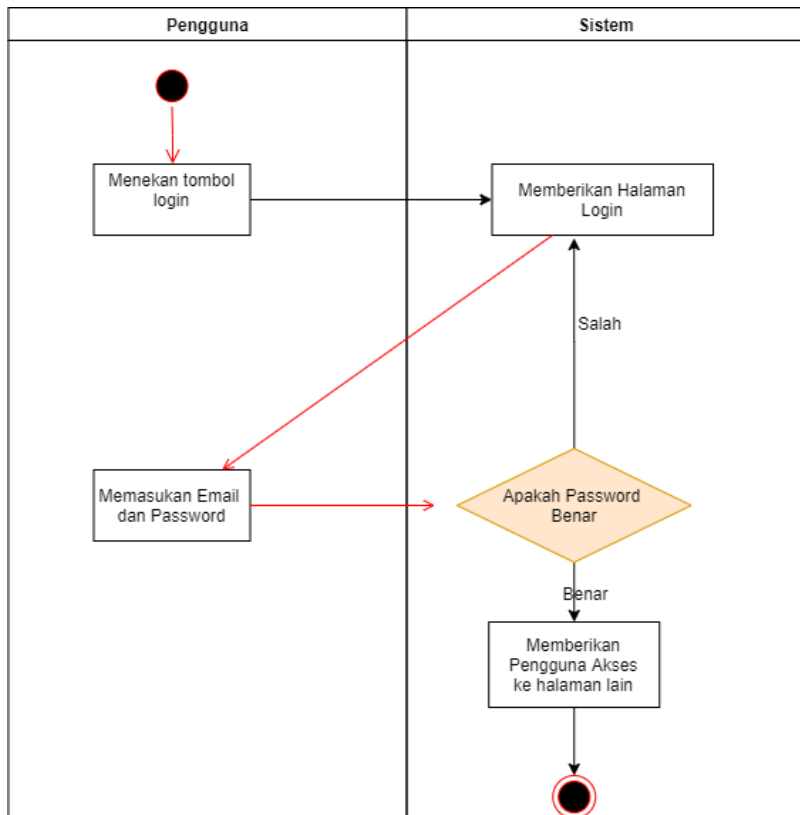 Pengguna
Sistem
Menekan tombol
login
Memberikan Halaman
Login
Salah
Memasukan Email
dan Password
Apakah Password
Benar
Benar
Memberikan
Pengguna Akses
ke halaman lain